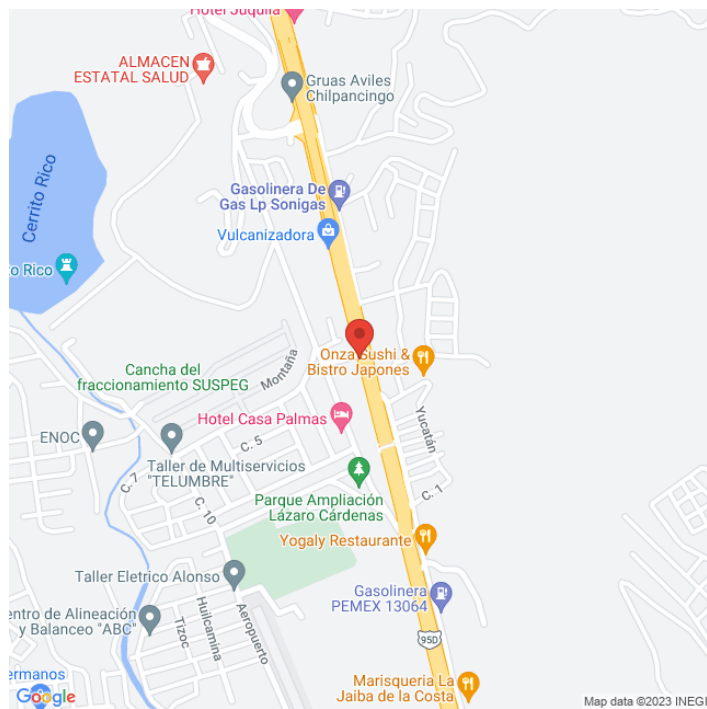 Hotel Juquila
ALMACEN
ESTATAL SALUD
Gruas Aviles
Chilpancingo
Cerrito Rico
Gasolinera De
Gas Lp Sonigas
Vulcanizadora
o Rico
Onza Sushi &
Bistro Japones
Montaña
Cancha del
fraccionamiento SUSPEG
Hotel Casa Palmas
Yucatán
ENOC
C. 5
Taller de Multiservicios
"TELUMBRE"
C. 7
C. 1
Parque Ampliación
Lázaro Cárdenas
C. 10
Yogaly Restaurante
Taller Eletrico Alonso
Gasolinera
PEMEX 13064
entro de Alineación
y Balanceo "ABC"
Tizoc
Huilcamina
Aeropuerto
95D
ermanos
Marisqueria La
Jaiba de la Costa
Google
Map data ©2023 INEGI